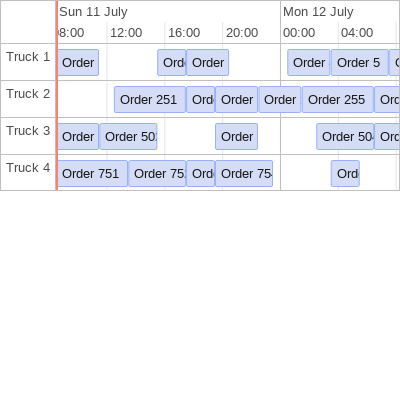 Sun 11 July Mon 12 July
8:00 12:00 16:00 20:00 00:00 04:00
Truck 1 Order Ord Order Order Order 5
Truck 2 Order 251 Ord Order Order Order 255 Ord
Truck 3 Order Order 50 Order Order 50 Ord
Truck 4 Order 751 Order 75 Ord Order 75 Ord